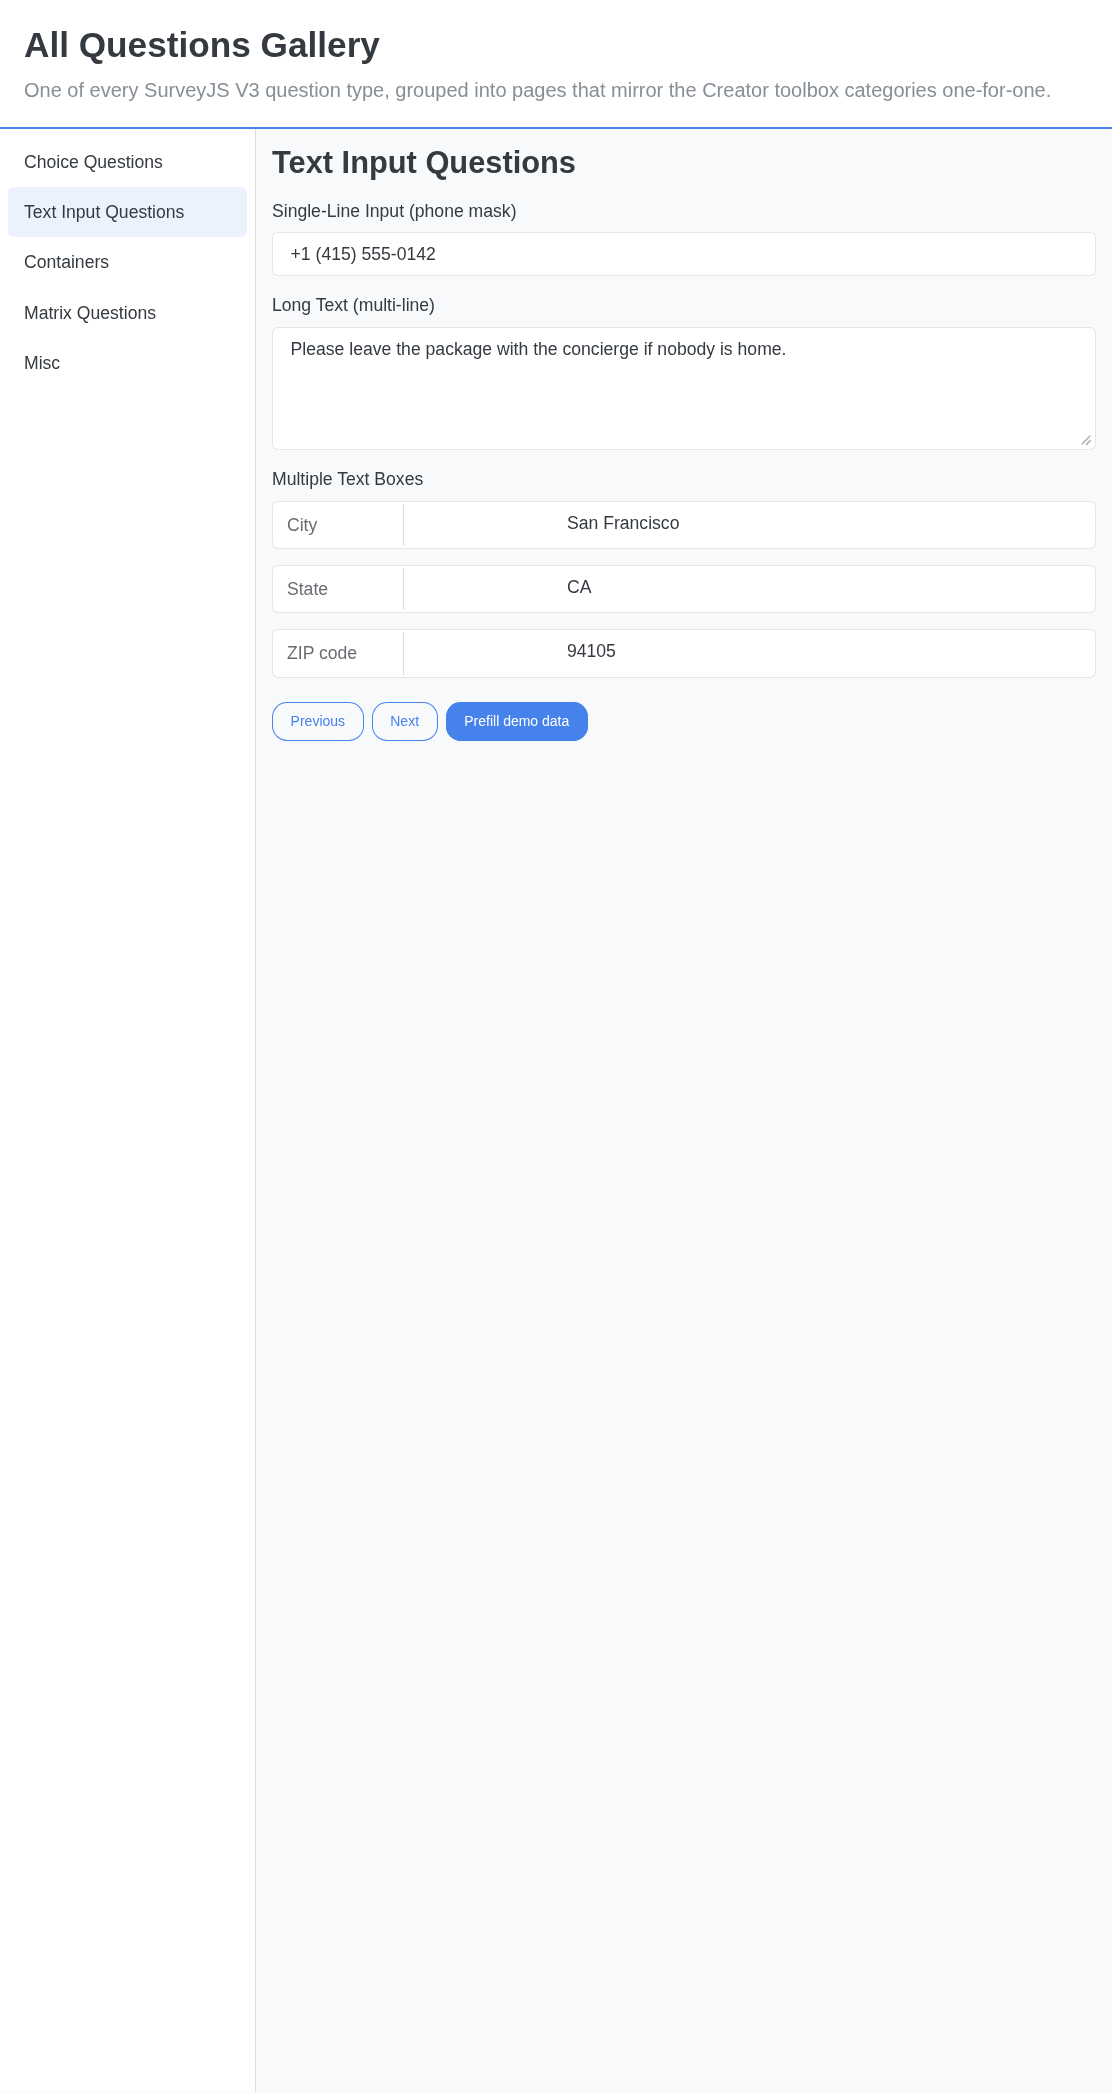 All Questions Gallery
One of every SurveyJS V3 question type, grouped into pages that mirror the Creator toolbox categories one-for-one.
Choice Questions
Text Input Questions
Containers
Matrix Questions
Misc
Text Input Questions
Single-Line Input (phone mask)
+1 (415) 555-0142
Long Text (multi-line)
Please leave the package with the concierge if nobody is home.
Multiple Text Boxes
City San Francisco
State CA
ZIP code 94105
Previous Next Prefill demo data